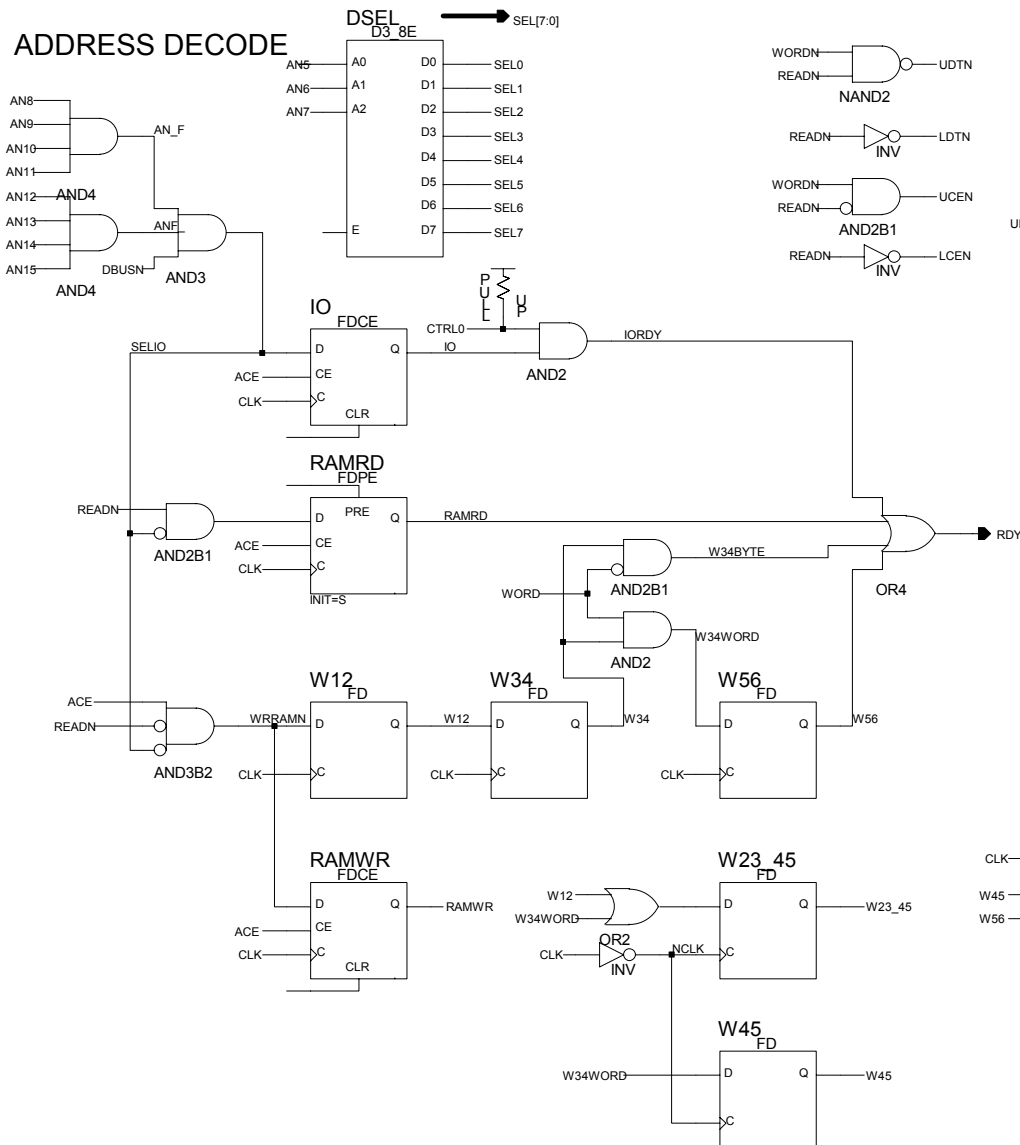 ADDRESS DECODE
AN8
AN9
AN10
AN11
AN_F
AND4
AN12
AN13
AN14
AN15
ANF
DBUSN
AND4
AND3
DSEL
D3_8E
SEL[7:0]
AN5
AN6
AN7
A0
A1
A2
E
D0
D1
D2
D3
D4
D5
D6
D7
SEL0
SEL1
SEL2
SEL3
SEL4
SEL5
SEL6
SEL7
WORDN
READN
UDTN
NAND2
READN
LDTN
INV
WORDN
READN
UCEN
AND2B1
READN
LCEN
INV
PULL
UP
CTRL0
IO
FDCE
SELIO
D
Q
IO
ACE
CE
CLK
C
CLR
AND2
IORDY
RAMRD
FDPE
READN
AND2B1
PRE
D
Q
RAMRD
ACE
CE
CLK
C
INIT=S
W34BYTE
AND2B1
WORD
AND2
W34WORD
OR4
RDY
ACE
READN
AND3B2
WRRAMN
W12
FD
D
Q
W12
CLK
C
W34
FD
D
Q
W34
CLK
C
W56
FD
D
Q
W56
CLK
C
RAMWR
FDCE
D
Q
RAMWR
ACE
CE
CLK
C
CLR
W12
W34WORD
OR2
CLK
INV
NCLK
W23_45
FD
D
Q
W23_45
C
W45
FD
W34WORD
D
Q
W45
C
CLK
W45
W56